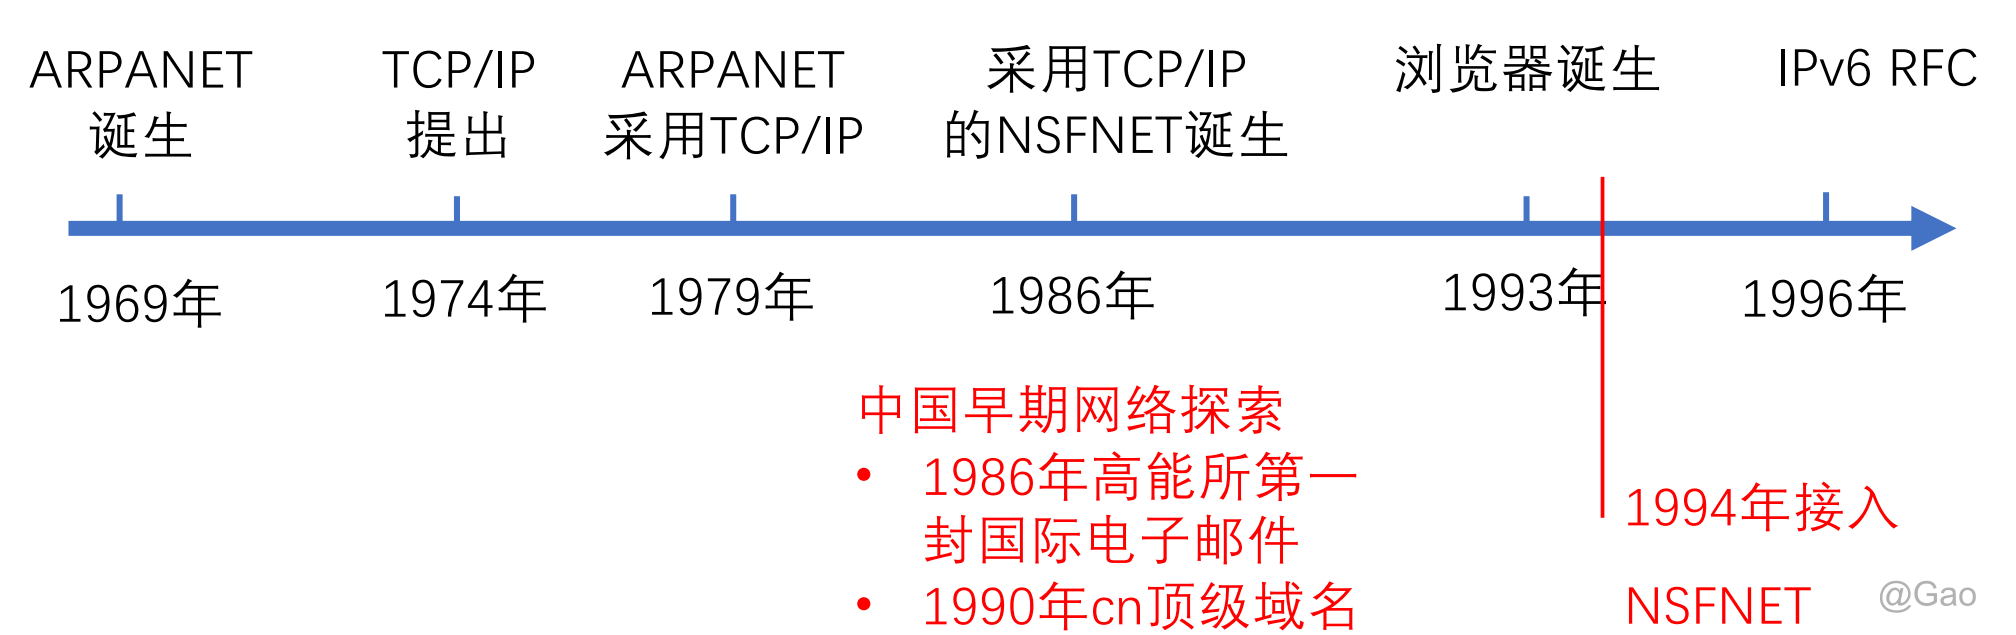 ARPANET
诞生
TCP/IP
提出
ARPANET
采用TCP/IP
采用TCP/IP
的NSFNET诞生
浏览器诞生
IPv6 RFC
1969年
1974年
1979年
1986年
1993年
1996年
中国早期网络探索
• 1986年高能所第一
封国际电子邮件
• 1990年cn顶级域名
1994年接入
NSFNET
@Gao